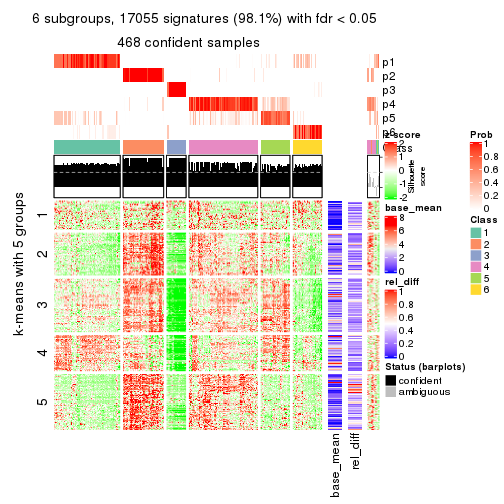 6 subgroups, 17055 signatures (98.1%) with fdr < 0.05
468 confident samples
p1
p2
p3
p4
p5
p6
Class
Silhouette
score
k-means with 5 groups
1
2
3
4
5
base_mean
rel_diff
z-score
2
1
0
-1
-2
base_mean
8
6
4
2
0
rel_diff
1
0.8
0.6
0.4
0.2
0
Status (barplots)
confident
ambiguous
Prob
1
0.8
0.6
0.4
0.2
0
Class
1
2
3
4
5
6